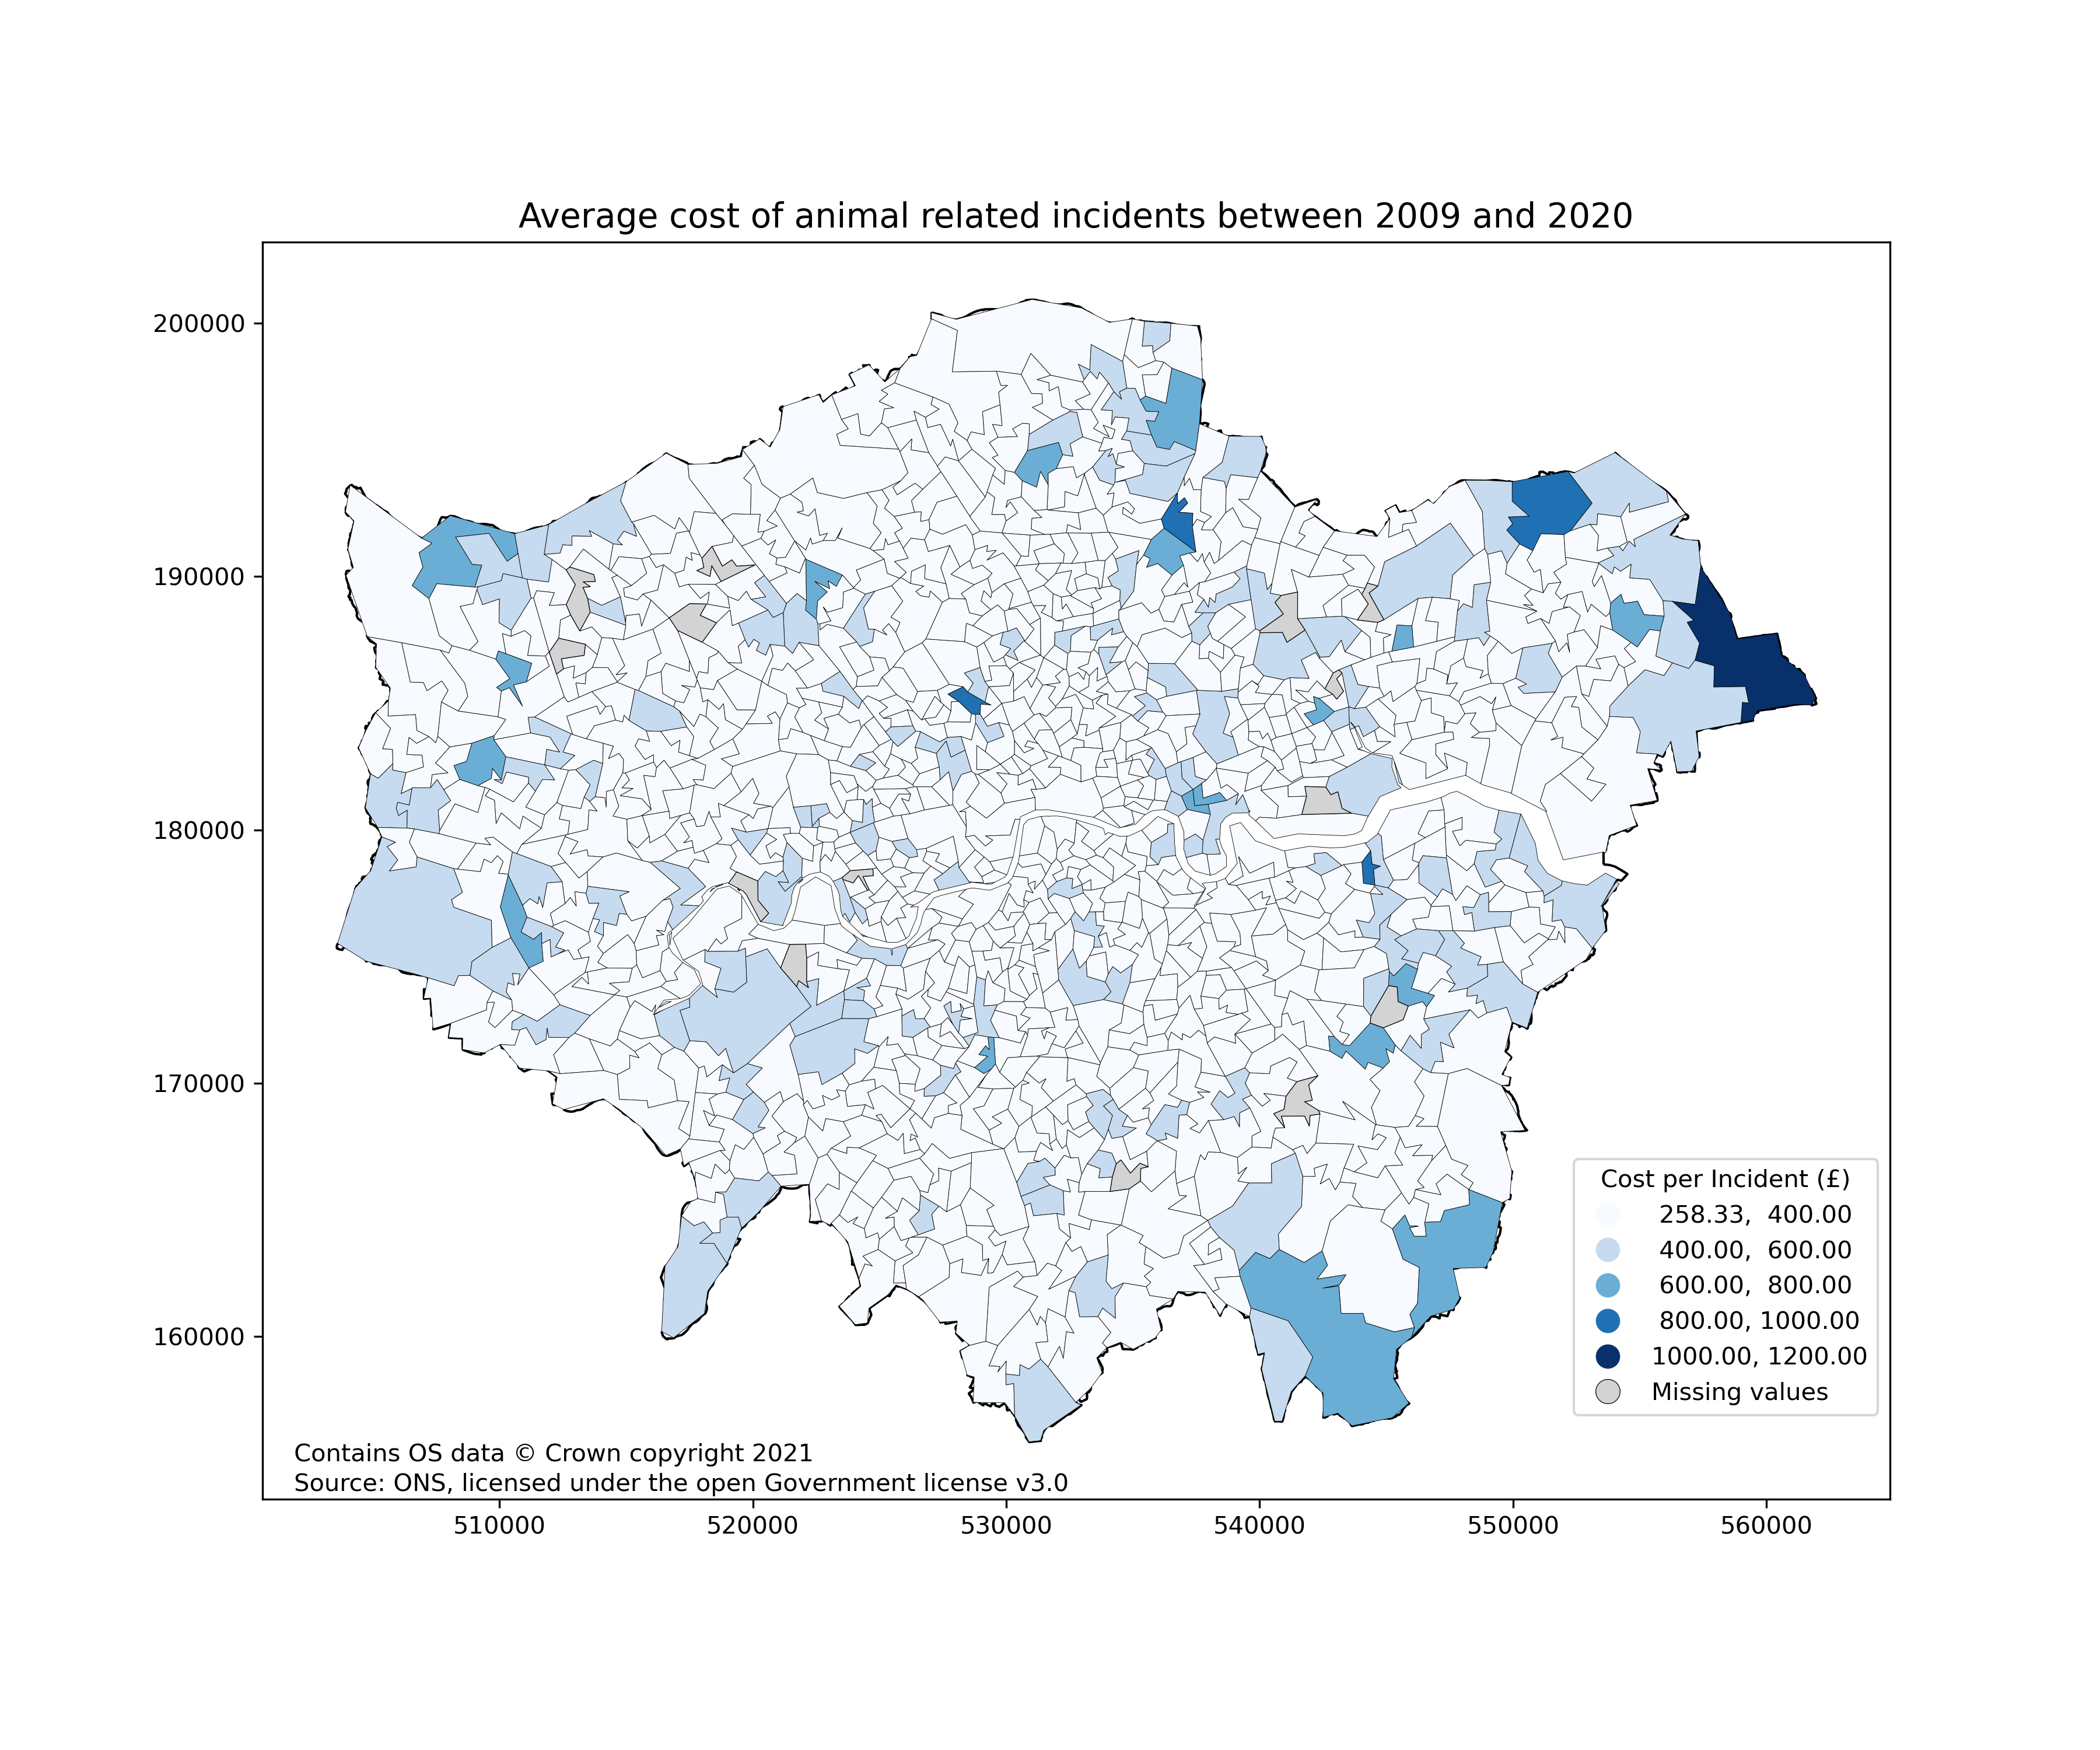 Average cost of animal related incidents between 2009 and 2020
200000
190000
180000
170000
160000
Cost per Incident (£)
258.33, 400.00
400.00, 600.00
600.00, 800.00
800.00, 1000.00
1000.00, 1200.00
Missing values
Contains OS data © Crown copyright 2021
Source: ONS, licensed under the open Government license v3.0
510000 520000 530000 540000 550000 560000